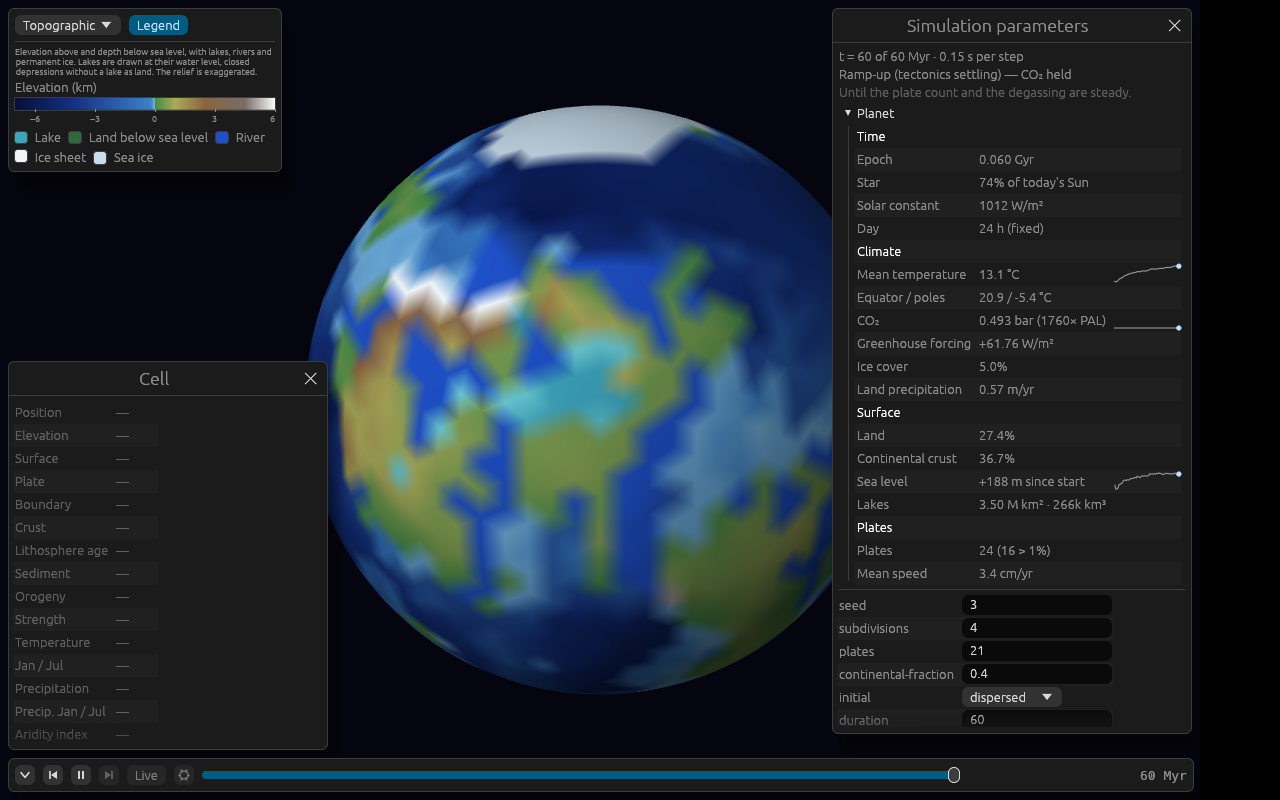 Topographic Legend
Elevation above and depth below sea level, with lakes, rivers and
permanent ice. Lakes are drawn at their water level, closed
depressions without a lake as land. The relief is exaggerated.
Elevation (km)
−6 −3 0 3 6
Lake Land below sea level River
Ice sheet Sea ice
Cell
Position —
Elevation —
Surface —
Plate —
Boundary —
Crust —
Lithosphere age —
Sediment —
Orogeny —
Strength —
Temperature —
Jan / Jul —
Precipitation —
Precip. Jan / Jul —
Aridity index —
Simulation parameters
t = 60 of 60 Myr · 0.15 s per step
Ramp-up (tectonics settling) — CO₂ held
Until the plate count and the degassing are steady.
Planet
Time
Epoch 0.060 Gyr
Star 74% of today's Sun
Solar constant 1012 W/m²
Day 24 h (fixed)
Climate
Mean temperature 13.1 °C
Equator / poles 20.9 / -5.4 °C
CO₂ 0.493 bar (1760× PAL)
Greenhouse forcing +61.76 W/m²
Ice cover 5.0%
Land precipitation 0.57 m/yr
Surface
Land 27.4%
Continental crust 36.7%
Sea level +188 m since start
Lakes 3.50 M km² · 266k km³
Plates
Plates 24 (16 > 1%)
Mean speed 3.4 cm/yr
seed 3
subdivisions 4
plates 21
continental-fraction 0.4
initial dispersed
duration 60
Live 60 Myr